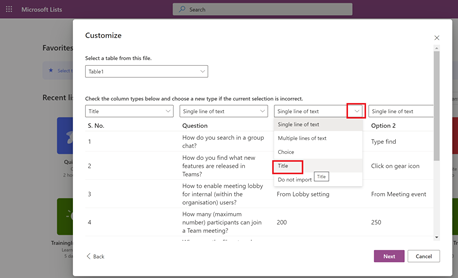 Microsoft Lists
Search
Favorites
Recent lis
Customize
Select a table from this file.
Table1
Check the column types below and choose a new type if the current selection is incorrect.
Title
Single line of text
Single line of text
Single line of text
Single line of text
Multiple lines of text
Choice
Title
Do not import
Title
S. No.
Question
Option 2
1
How do you search in a group
chat?
Type find
2
How do you find what new
features are released in
Teams?
Click on gear icon
3
How to enable meeting lobby
for internal (within the
organisation) users?
From Lobby setting
From Meeting event
4
How many (maximum
number) participants can join
a Team meeting?
200
250
Back
Next
Cancel